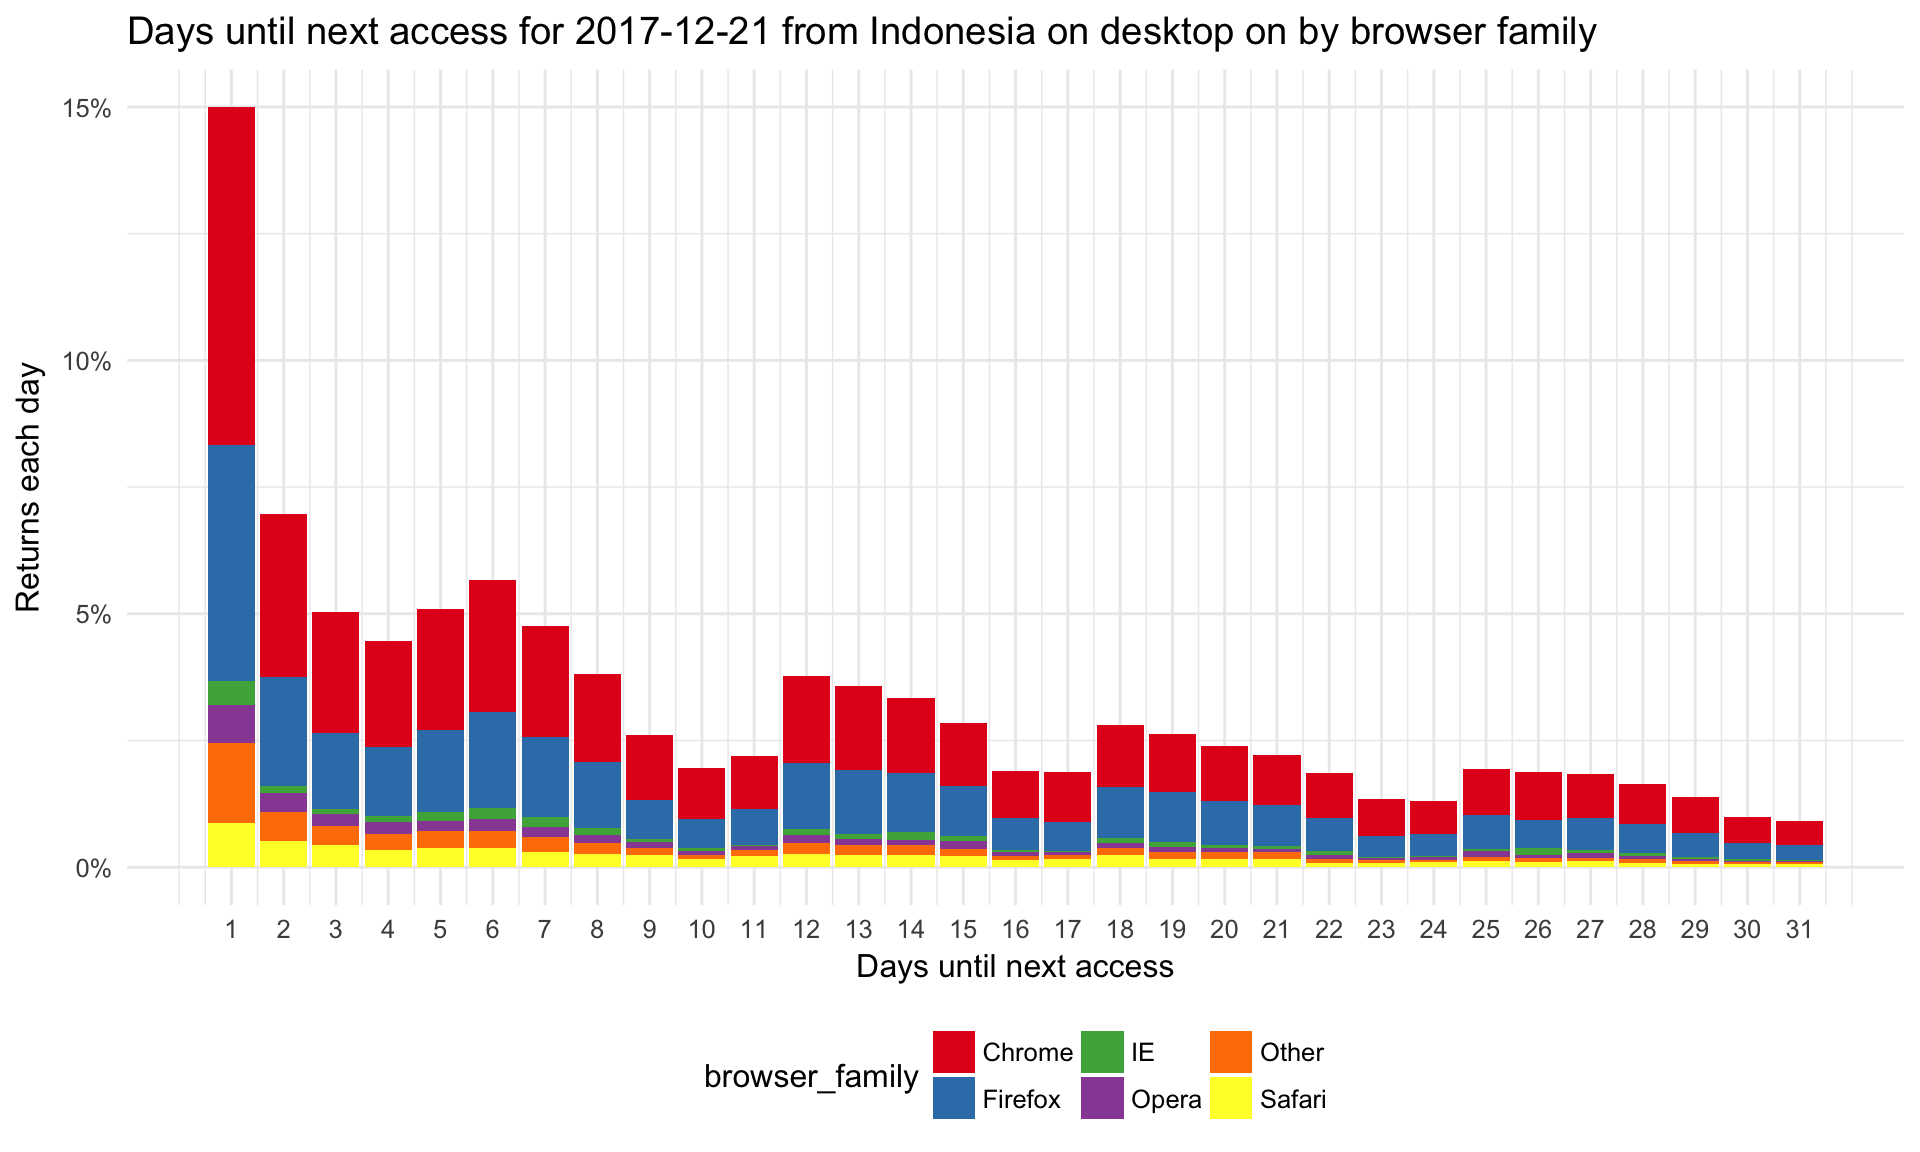 Days until next access for 2017-12-21 from Indonesia on desktop on by browser family
Returns each day
15%
10%
5%
0%
1 2 3 4 5 6 7 8 9 10 11 12 13 14 15 16 17 18 19 20 21 22 23 24 25 26 27 28 29 30 31
Days until next access
browser_family
Chrome IE Other
Firefox Opera Safari